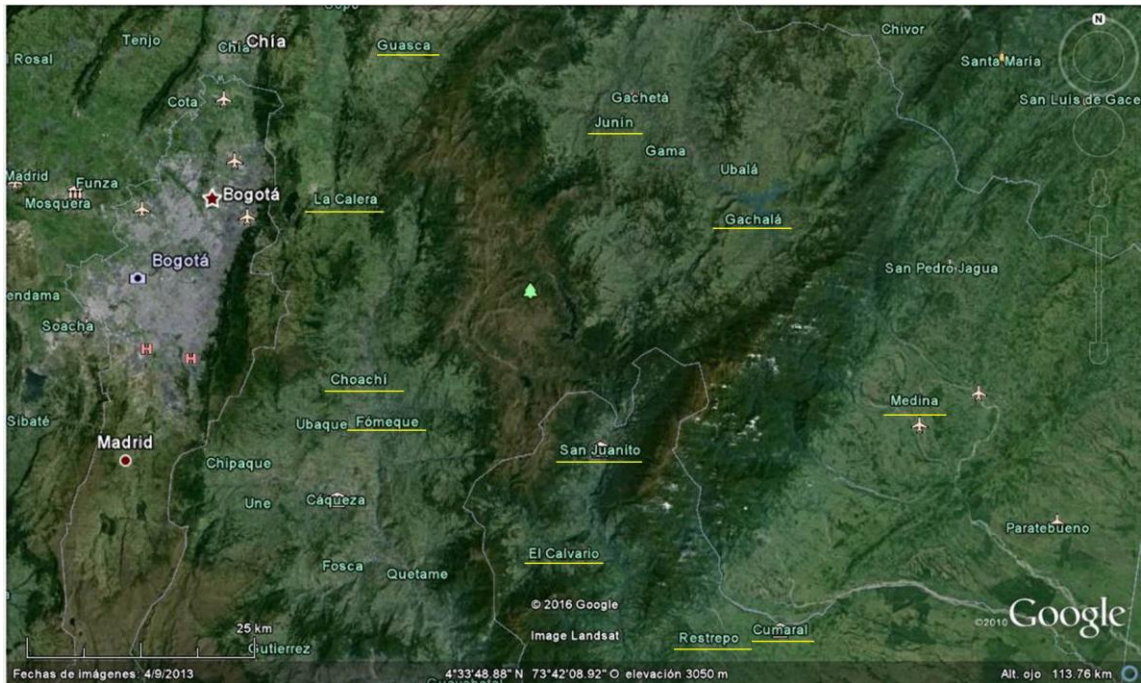 Chivor
Tenjo
Chía
Chía
Guasca
l Rosal
Santa María
Gachetá
San Luis de Gace
Cota
Junín
Gama
Ubalá
Madrid
Funza
Mosquera
Bogotá
La Calera
Gachalá
Bogotá
San Pedro Jagua
endama
Soacha
Choachí
Medina
Sibaté
Ubaque
Fómeque
Madrid
San Juanito
Chipaque
Une
Cáqueza
Paratebueno
El Calvario
Fosca
Quetame
© 2016 Google
Image Landsat
©2010 Google
25 km
Restrepo
Cumaral
Gutierrez
Fechas de imágenes: 4/9/2013
4°33'48.88" N 73°42'08.92" O elevación 3050 m
Alt. ojo 113.76 km
N
H
H